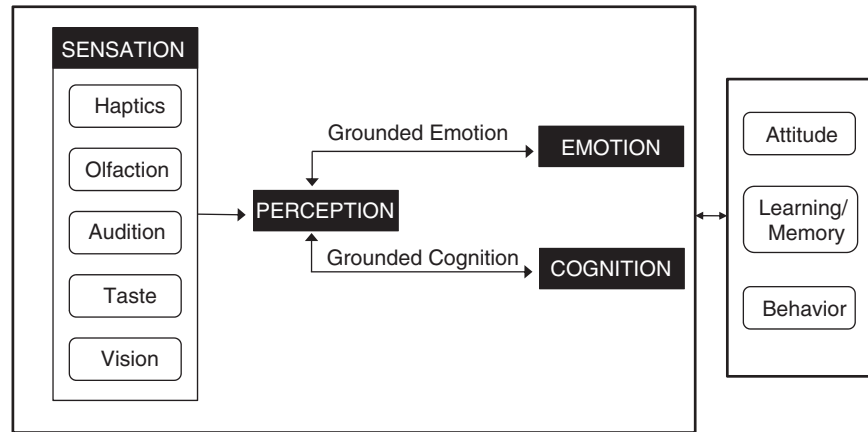 SENSATION
Haptics
Olfaction
Audition
Taste
Vision
PERCEPTION
Grounded Emotion
EMOTION
Grounded Cognition
COGNITION
Attitude
Learning/
Memory
Behavior